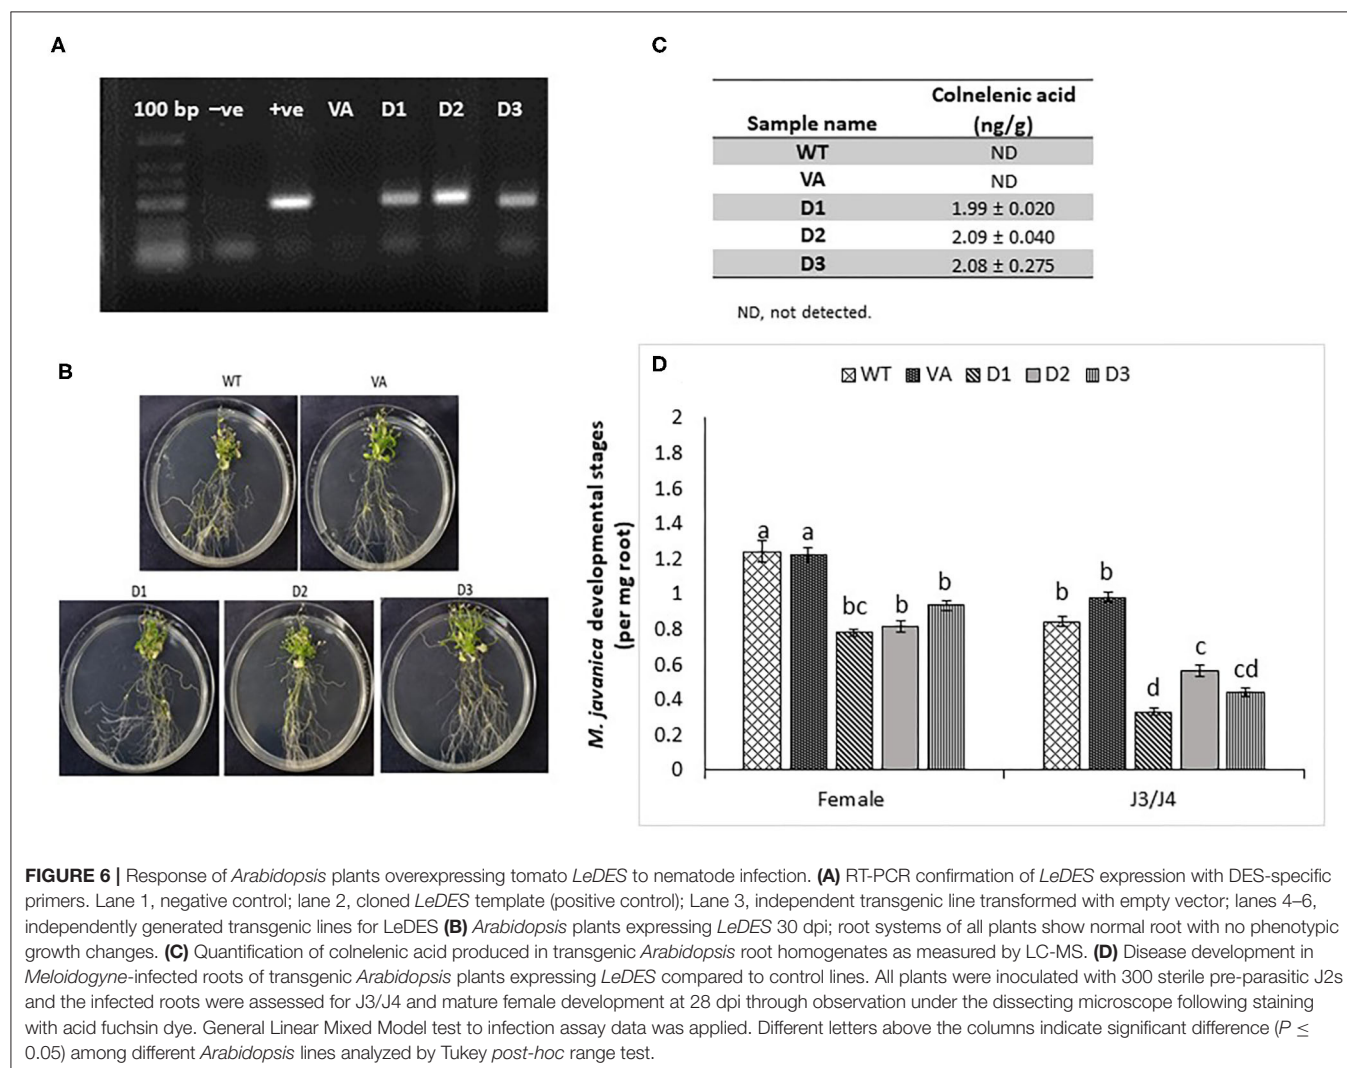 A
100 bp –ve +ve VA D1 D2 D3
B
WT VA
D1 D2 D3
C
Sample name Colnelenic acid (ng/g)
WT ND
VA ND
D1 1.99 ± 0.020
D2 2.09 ± 0.040
D3 2.08 ± 0.275
ND, not detected.
D
WT VA D1 D2 D3
M. javanica developmental stages
(per mg root)
2
1.8
1.6
1.4
1.2
1
0.8
0.6
0.4
0.2
0
a a bc b b
b b d c cd
Female J3/J4
FIGURE 6 | Response of Arabidopsis plants overexpressing tomato LeDES to nematode infection. (A) RT-PCR confirmation of LeDES expression with DES-specific
primers. Lane 1, negative control; lane 2, cloned LeDES template (positive control); Lane 3, independent transgenic line transformed with empty vector; lanes 4–6,
independently generated transgenic lines for LeDES (B) Arabidopsis plants expressing LeDES 30 dpi; root systems of all plants show normal root with no phenotypic
growth changes. (C) Quantification of colnelenic acid produced in transgenic Arabidopsis root homogenates as measured by LC-MS. (D) Disease development in
Meloidogyne-infected roots of transgenic Arabidopsis plants expressing LeDES compared to control lines. All plants were inoculated with 300 sterile pre-parasitic J2s
and the infected roots were assessed for J3/J4 and mature female development at 28 dpi through observation under the dissecting microscope following staining
with acid fuchsin dye. General Linear Mixed Model test to infection assay data was applied. Different letters above the columns indicate significant difference (P ≤
0.05) among different Arabidopsis lines analyzed by Tukey post-hoc range test.